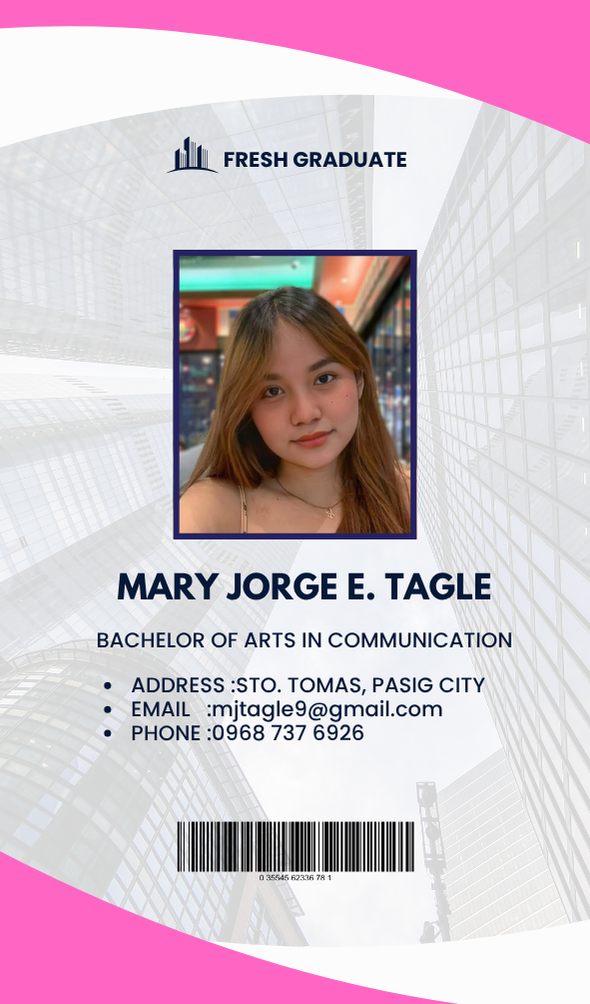 FRESH GRADUATE
MARY JORGE E. TAGLE
BACHELOR OF ARTS IN COMMUNICATION
• ADDRESS :STO. TOMAS, PASIG CITY
• EMAIL :mjtagle9@gmail.com
• PHONE :0968 737 6926
0 35545 62336 78 1